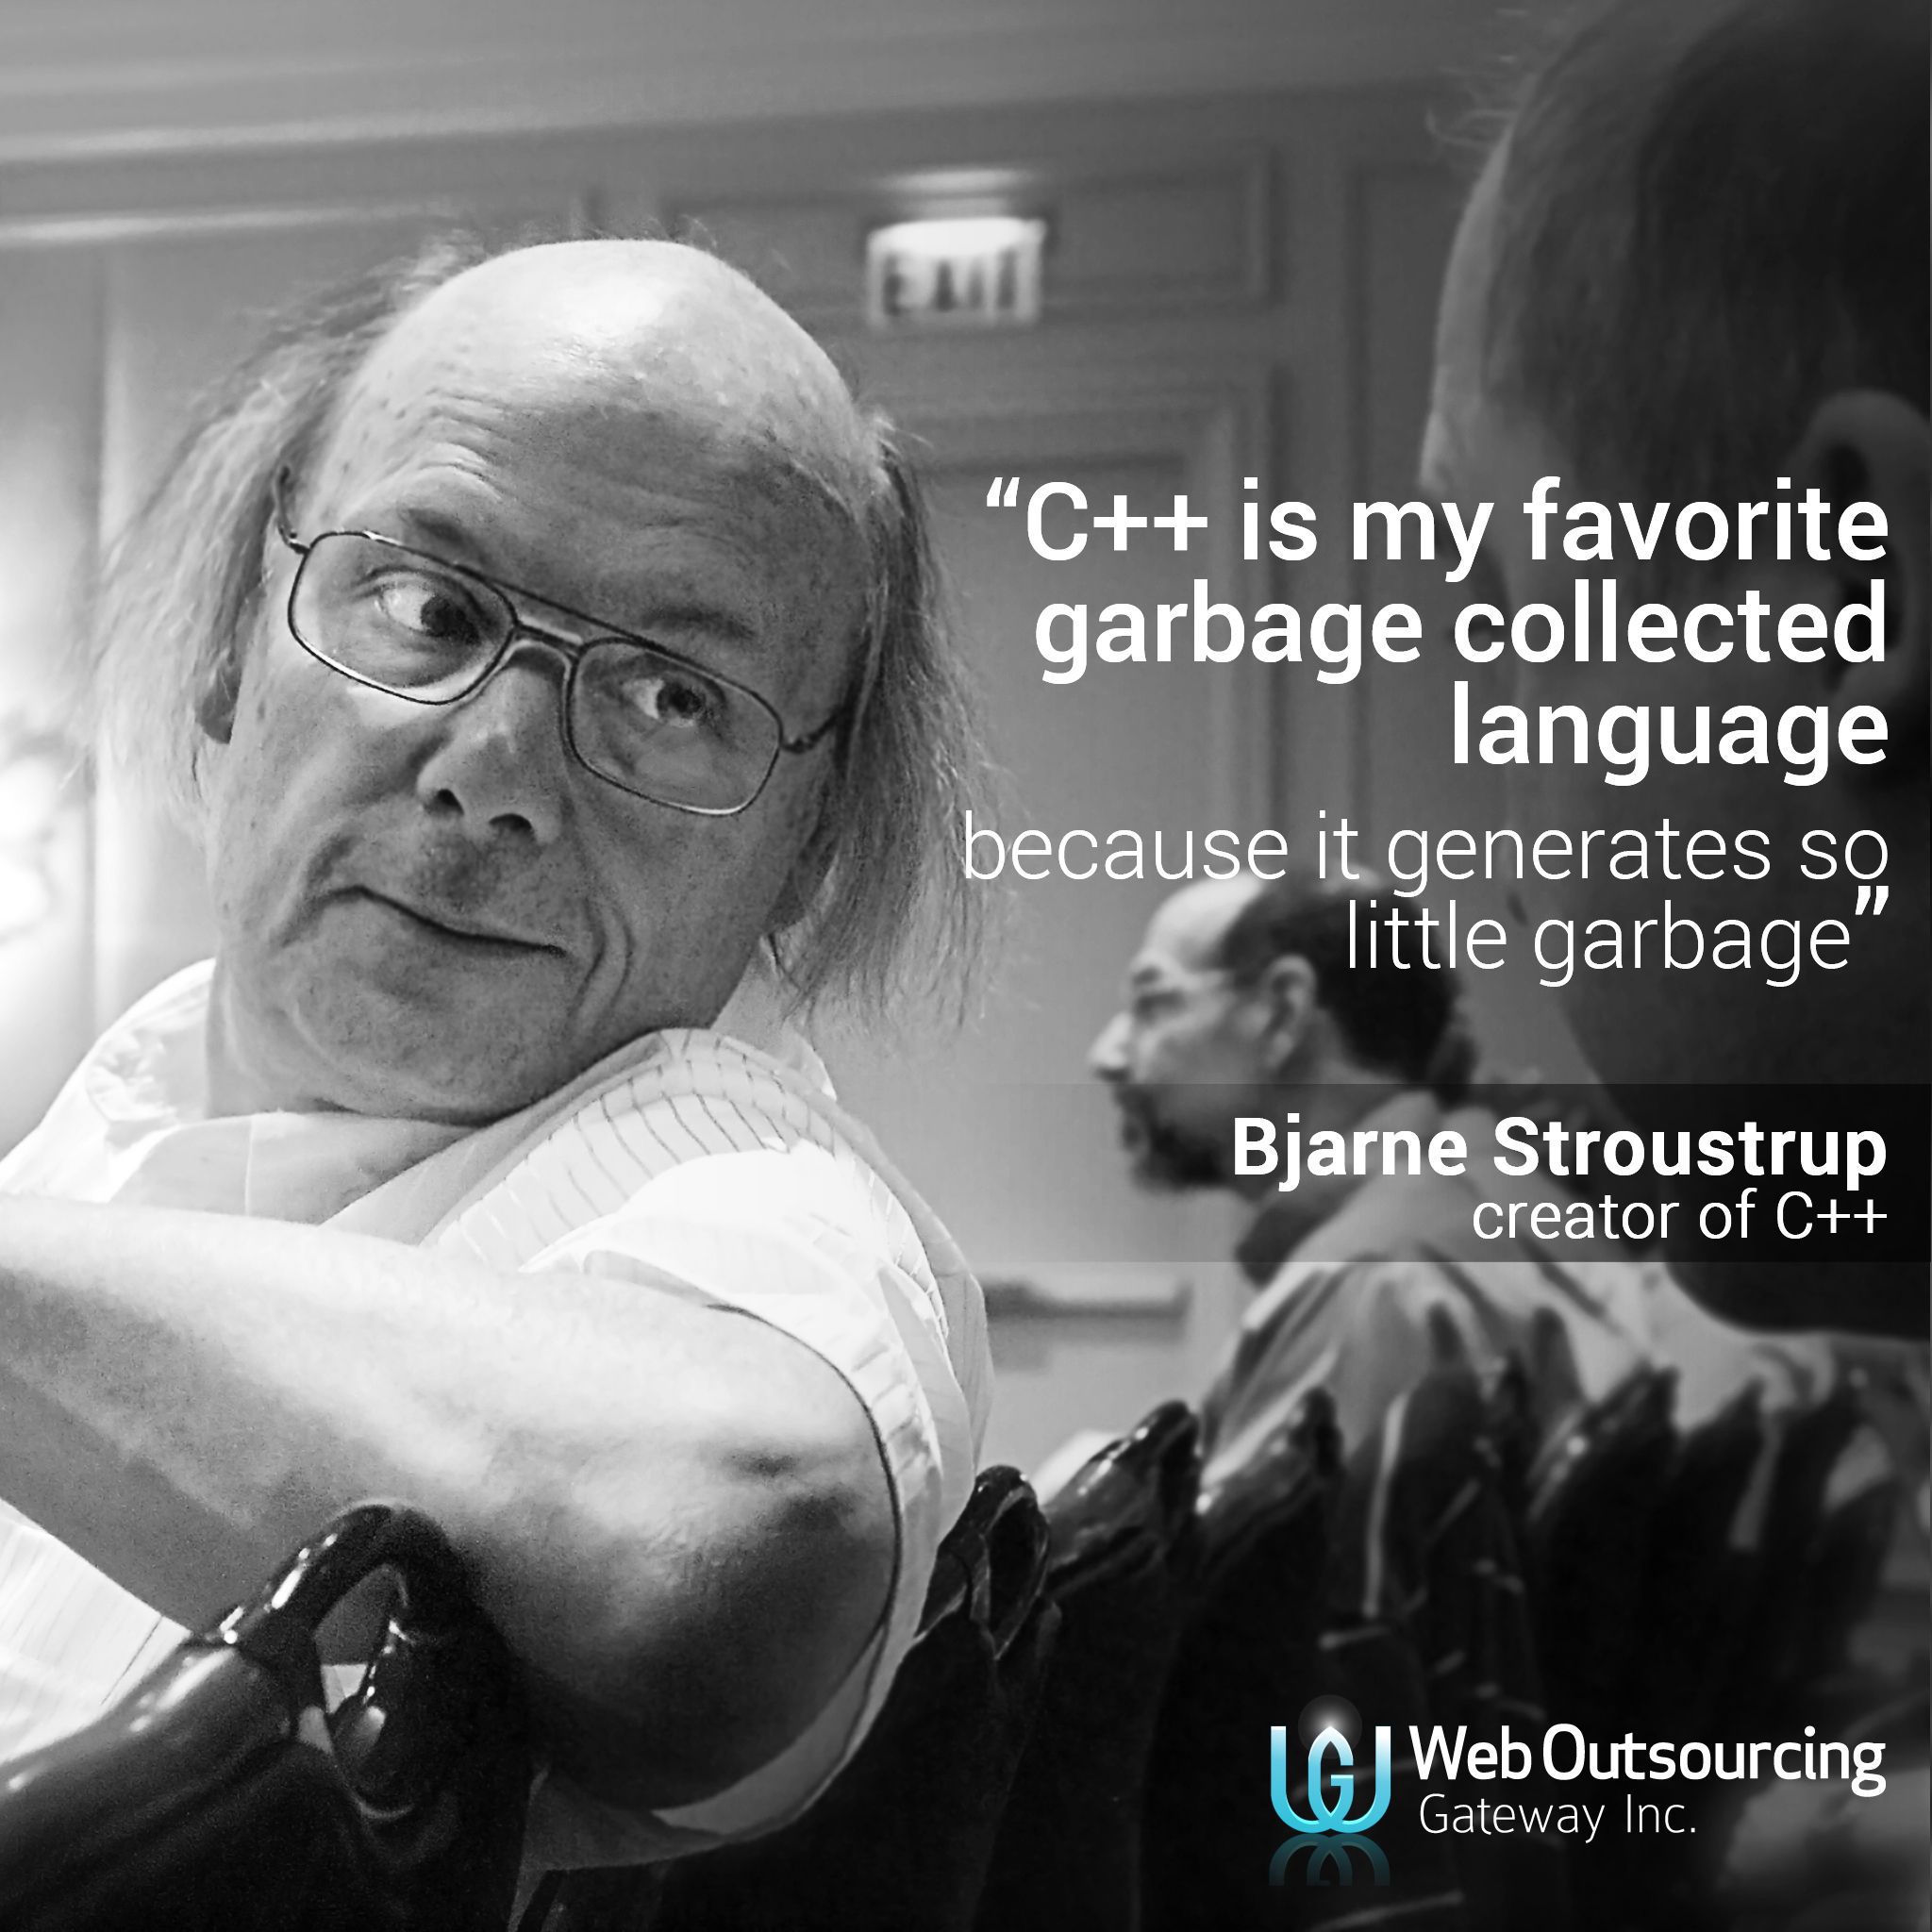 EXIT
“C++ is my favorite
garbage collected
language
because it generates so
little garbage”
Bjarne Stroustrup
creator of C++
WG
Web Outsourcing
Gateway Inc.